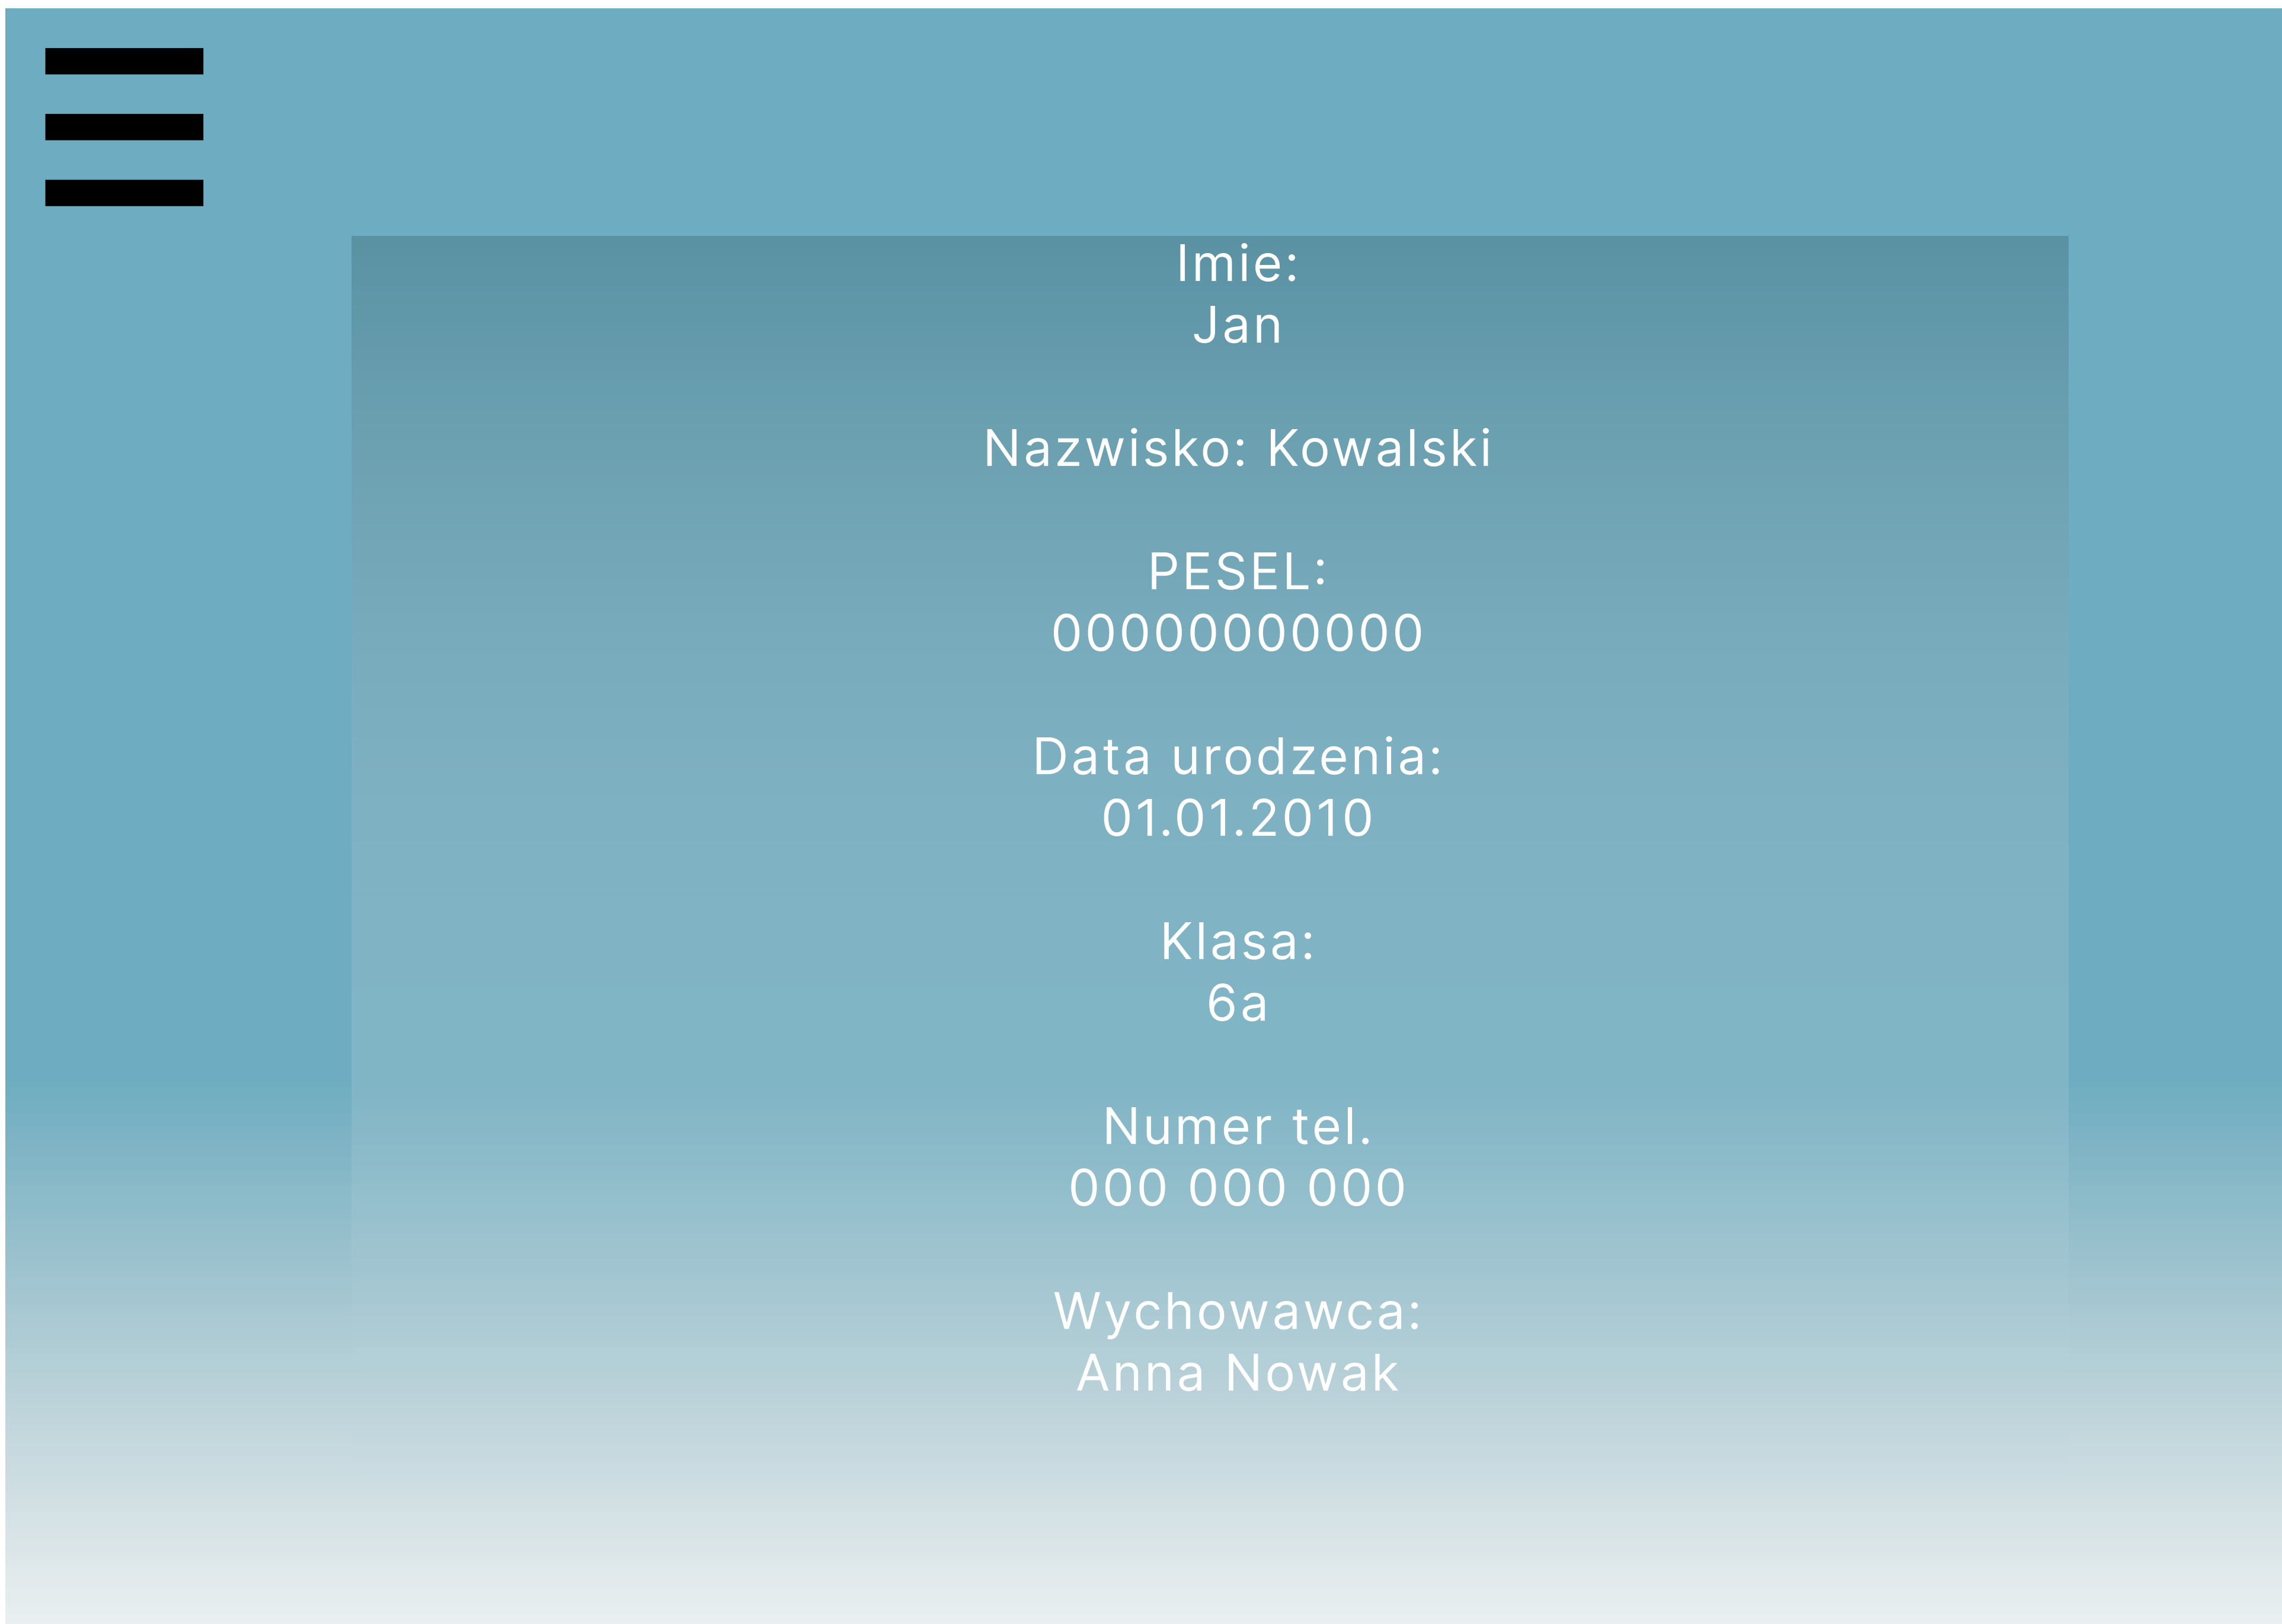 Imie:
Jan
Nazwisko: Kowalski
PESEL:
00000000000
Data urodzenia:
01.01.2010
Klasa:
6a
Numer tel.
000 000 000
Wychowawca:
Anna Nowak